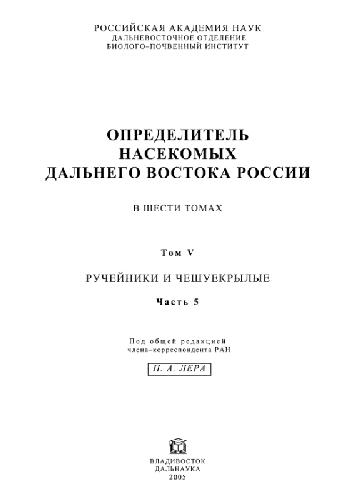 РОССИЙСКАЯ АКАДЕМИЯ НАУК
ДАЛЬНЕВОСТОЧНОЕ ОТДЕЛЕНИЕ
БИОЛОГО–ПОЧВЕННЫЙ ИНСТИТУТ
ОПРЕДЕЛИТЕЛЬ
НАСЕКОМЫХ
ДАЛЬНЕГО ВОСТОКА РОССИИ
В ШЕСТИ ТОМАХ
Том V
РУЧЕЙНИКИ И ЧЕШУЕКРЫЛЫЕ
Часть 5
Под общей редакцией
члена–корреспондента РАН
П. А. ЛЕРА
ВЛАДИВОСТОК
ДАЛЬНАУКА
2005